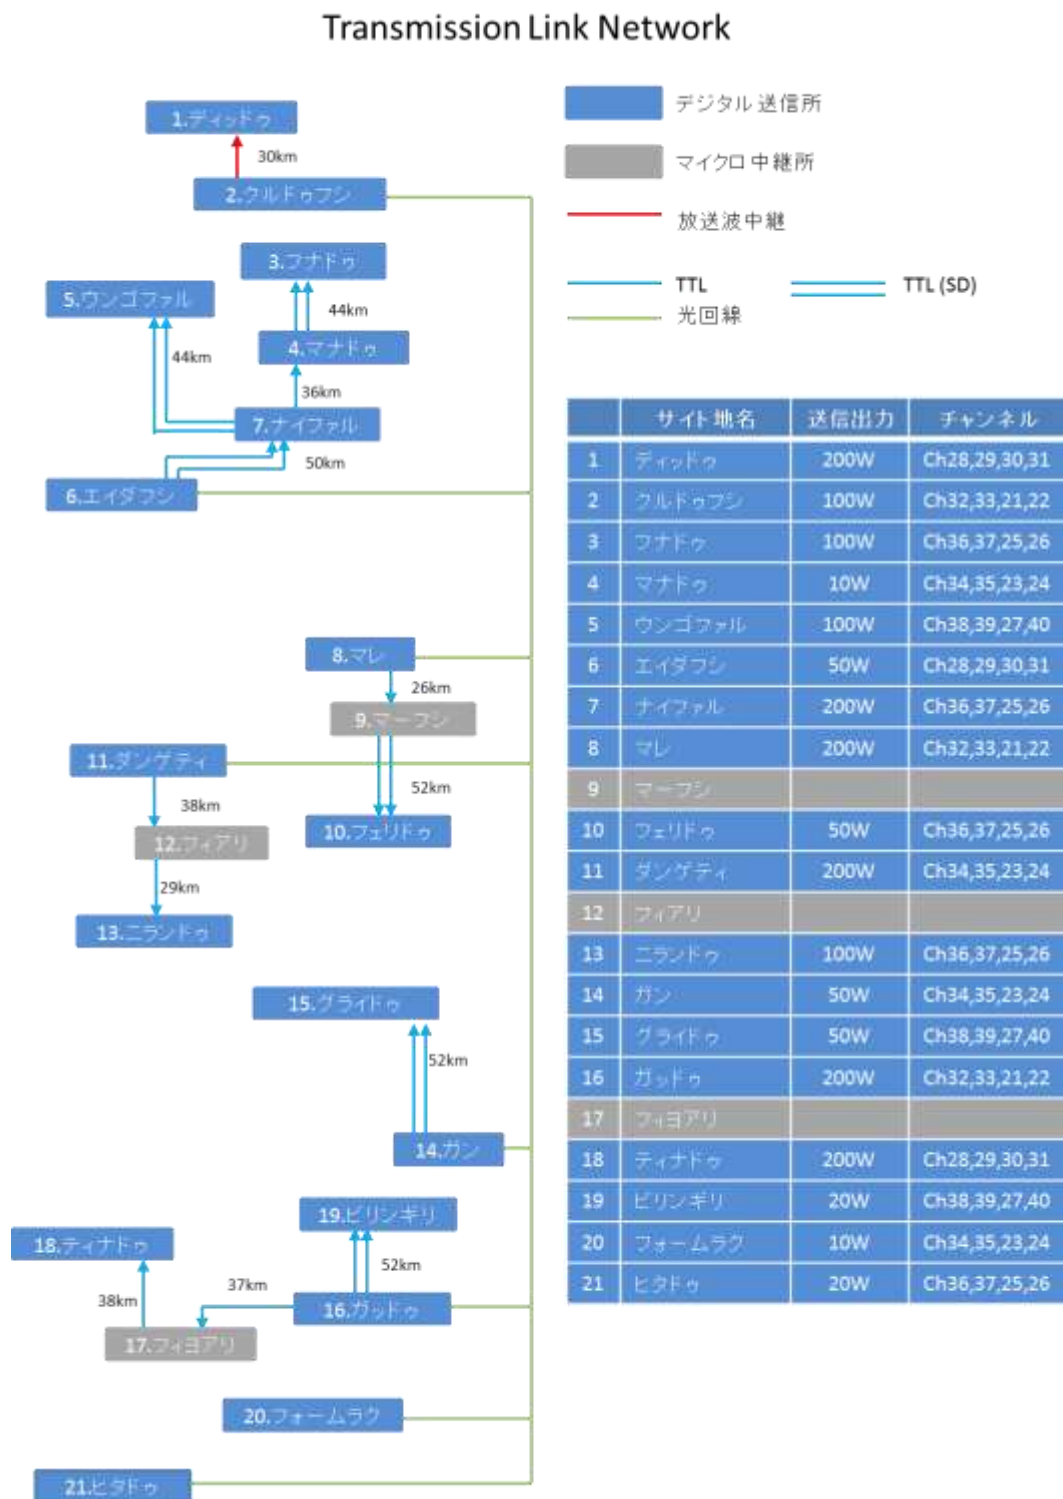 Transmission Link Network
1.ディッドゥ
30km
2.クルドゥフシ
3.フナドゥ
5.ウンゴファル
44km
4.マナドゥ
44km
36km
7.ナイファル
50km
6.エイダフシ
8.マレ
26km
9.マーフシ
11.ダンゲティ
52km
38km
10.フェリドゥ
12.フィアリ
29km
13.ニランドゥ
15.グライドゥ
52km
14.ガン
19.ビリンギリ
18.ティナドゥ
52km
37km
38km
16.ガッドゥ
17.フィヨアリ
20.フォームラク
21.ヒタドゥ
デジタル 送信所
マイクロ 中継所
放送波中継
TTL TTL (SD)
光回線
サイト地名 送信出力 チャンネル
1 ディッドゥ 200W Ch28,29,30,31
2 クルドゥフシ 100W Ch32,33,21,22
3 フナドゥ 100W Ch36,37,25,26
4 マナドゥ 10W Ch34,35,23,24
5 ウンゴファル 100W Ch38,39,27,40
6 エイダフシ 50W Ch28,29,30,31
7 ナイファル 200W Ch36,37,25,26
8 マレ 200W Ch32,33,21,22
9 マーフシ
10 フェリドゥ 50W Ch36,37,25,26
11 ダンゲティ 200W Ch34,35,23,24
12 フィアリ
13 ニランドゥ 100W Ch36,37,25,26
14 ガン 50W Ch34,35,23,24
15 グライドゥ 50W Ch38,39,27,40
16 ガッドゥ 200W Ch32,33,21,22
17 フィヨアリ
18 ティナドゥ 200W Ch28,29,30,31
19 ビリンギリ 20W Ch38,39,27,40
20 フォームラク 10W Ch34,35,23,24
21 ヒタドゥ 20W Ch36,37,25,26